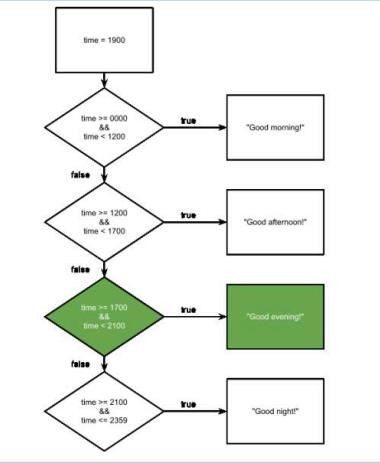 time = 1900
time >= 0000
&&
time < 1200
true
"Good morning!"
false
time >= 1200
&&
time < 1700
true
"Good afternoon!"
false
time >= 1700
&&
time < 2100
true
"Good evening!"
false
time >= 2100
&&
time <= 2359
true
"Good night!"